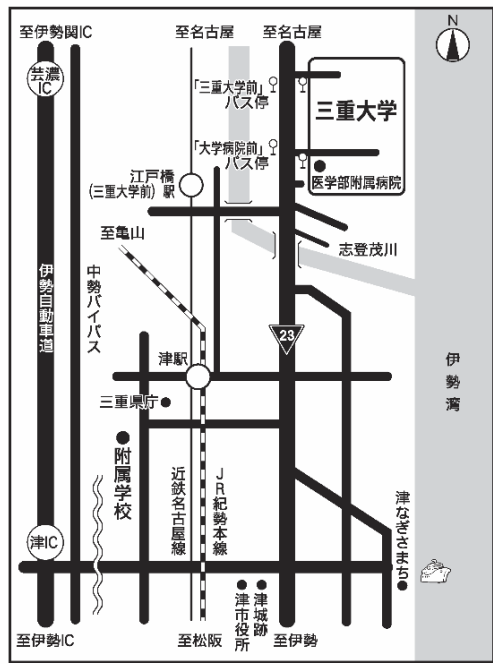 至伊勢関IC
至名古屋
至名古屋
N
芸濃
IC
「三重大学前」
バス停
三重大学
「大学病院前」
バス停
江戸橋
(三重大学前)駅
医学部附属病院
至亀山
志登茂川
伊勢自動車道
中勢バイパス
23
伊勢湾
津駅
三重県庁
附属学校
近鉄名古屋線
JR紀勢本線
津なぎさまち
津IC
津市役所
津城跡
至伊勢IC
至松阪
至伊勢